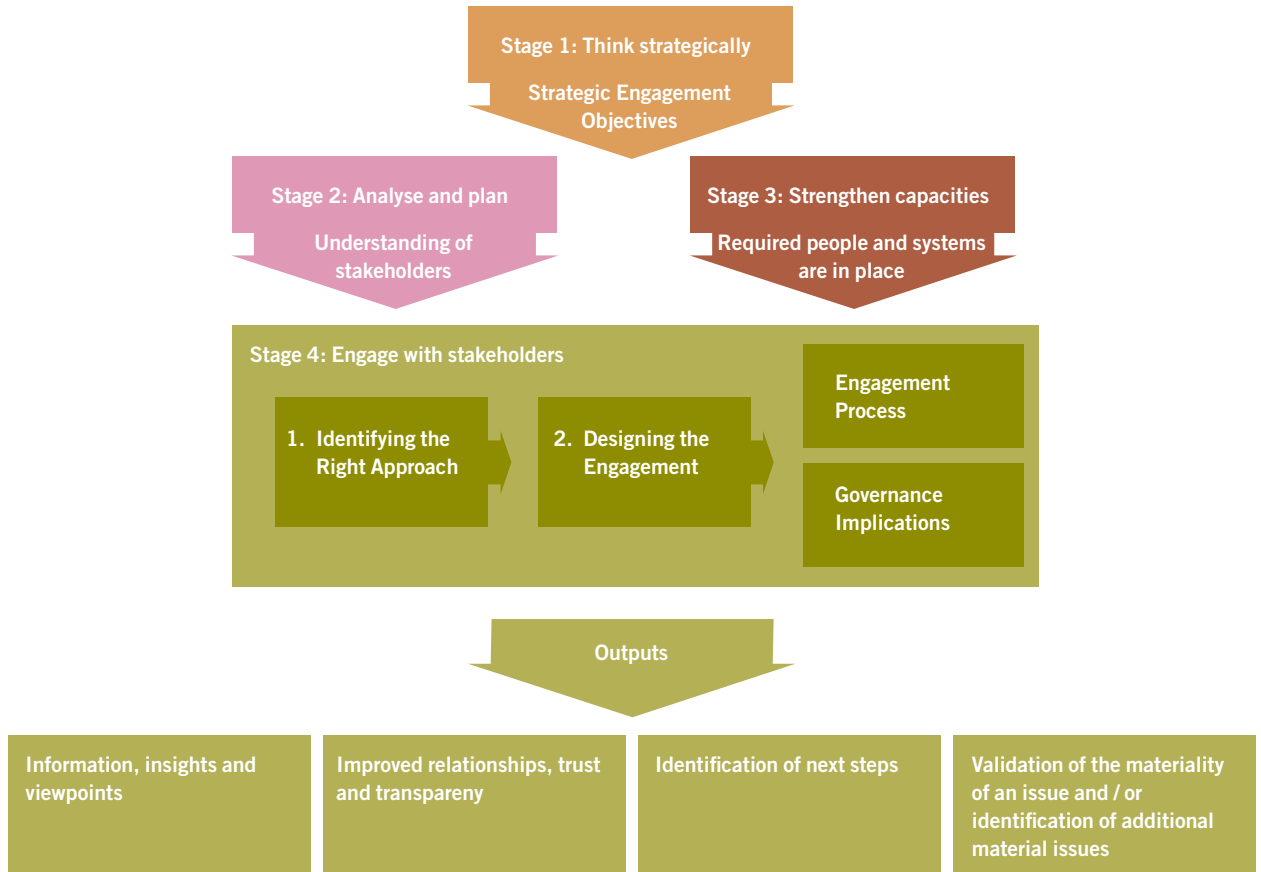 Stage 1: Think strategically
Strategic Engagement
Objectives
Stage 2: Analyse and plan
Understanding of
stakeholders
Stage 3: Strengthen capacities
Required people and systems
are in place
Stage 4: Engage with stakeholders
1. Identifying the
Right Approach
2. Designing the
Engagement
Engagement
Process
Governance
Implications
Outputs
Information, insights and
viewpoints
Improved relationships, trust
and transpareny
Identification of next steps
Validation of the materiality
of an issue and / or
identification of additional
material issues